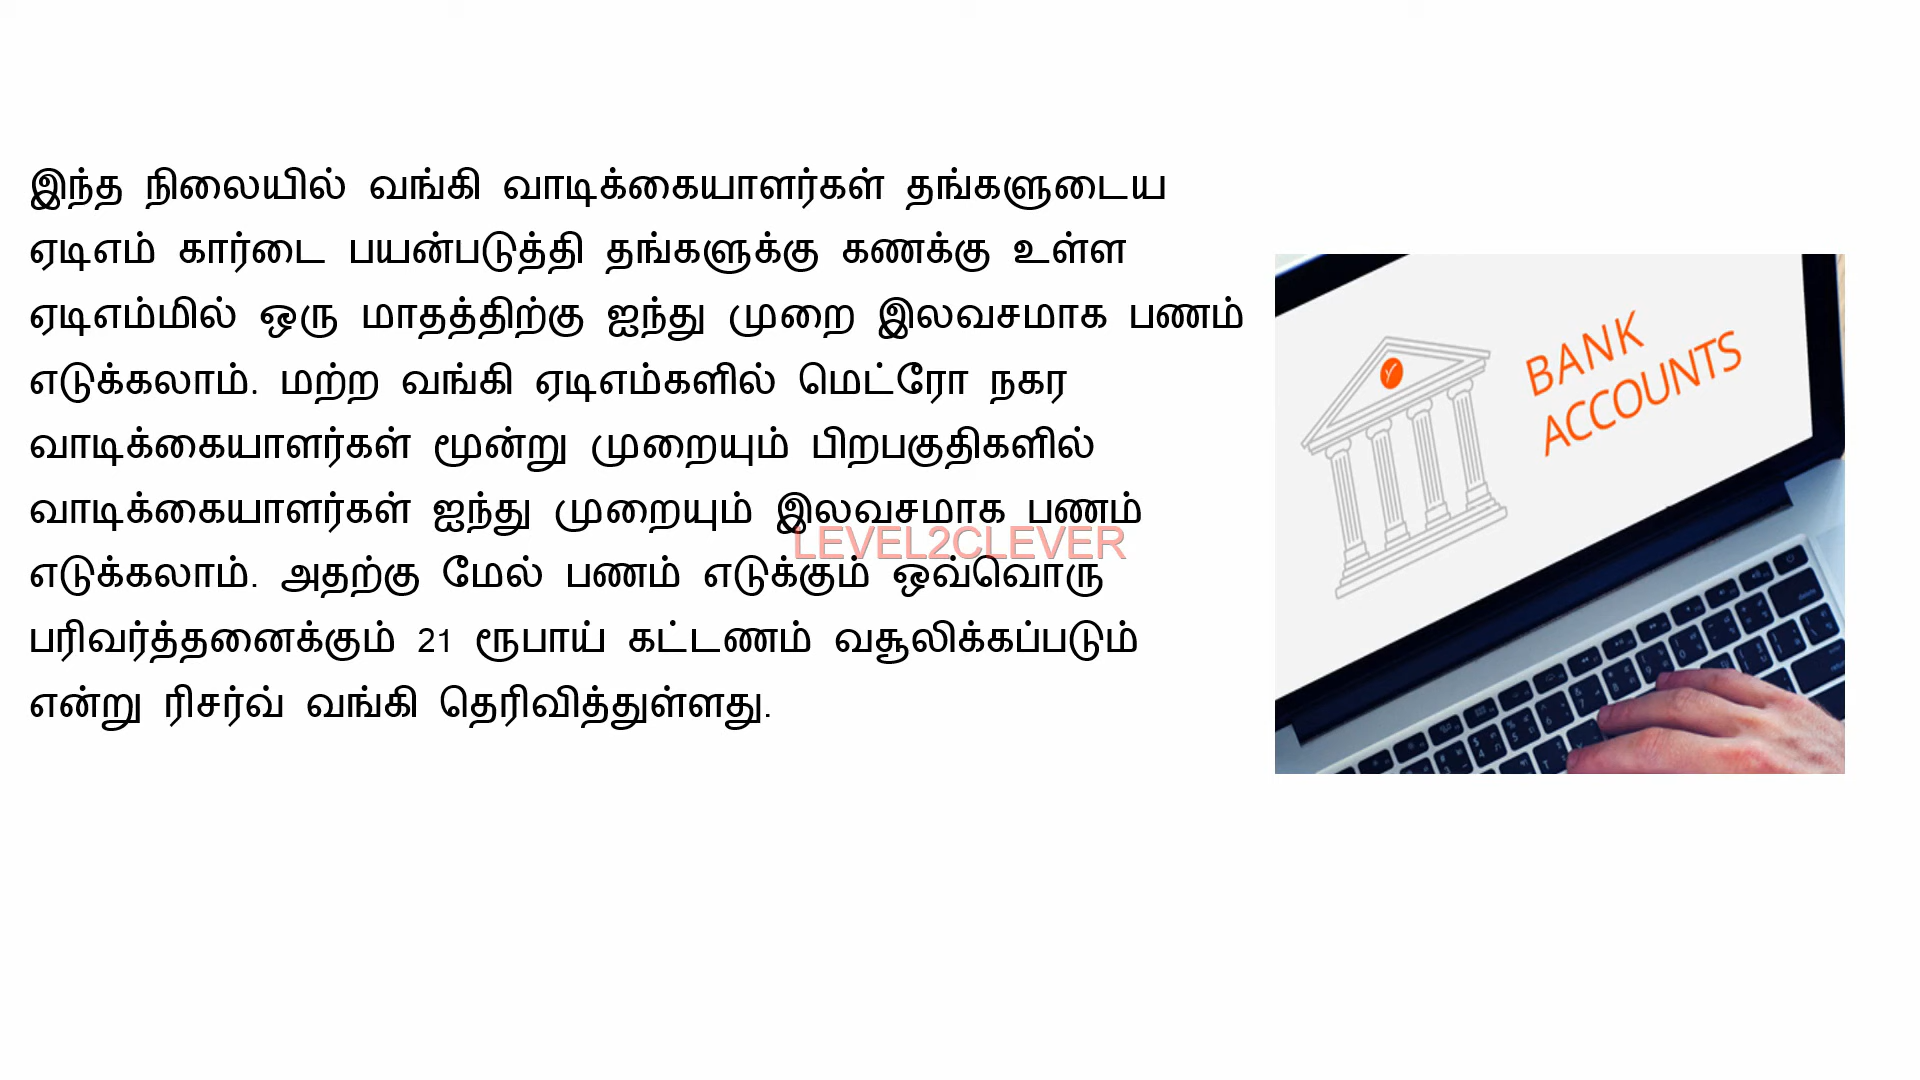 இந்த நிலையில் வங்கி வாடிக்கையாளர்கள் தங்களுடைய
ஏடிஎம் கார்டை பயன்படுத்தி தங்களுக்கு கணக்கு உள்ள
ஏடிஎம்மில் ஒரு மாதத்திற்கு ஐந்து முறை இலவசமாக பணம்
எடுக்கலாம். மற்ற வங்கி ஏடிஎம்களில் மெட்ரோ நகர
வாடிக்கையாளர்கள் மூன்று முறையும் பிறபகுதிகளில்
வாடிக்கையாளர்கள் ஐந்து முறையும் இலவசமாக பணம்
எடுக்கலாம். அதற்கு மேல் பணம் எடுக்கும் ஒவ்வொரு
பரிவர்த்தனைக்கும் 21 ரூபாய் கட்டணம் வசூலிக்கப்படும்
என்று ரிசர்வ் வங்கி தெரிவித்துள்ளது.
LEVEL2CLEVER
BANK
ACCOUNTS